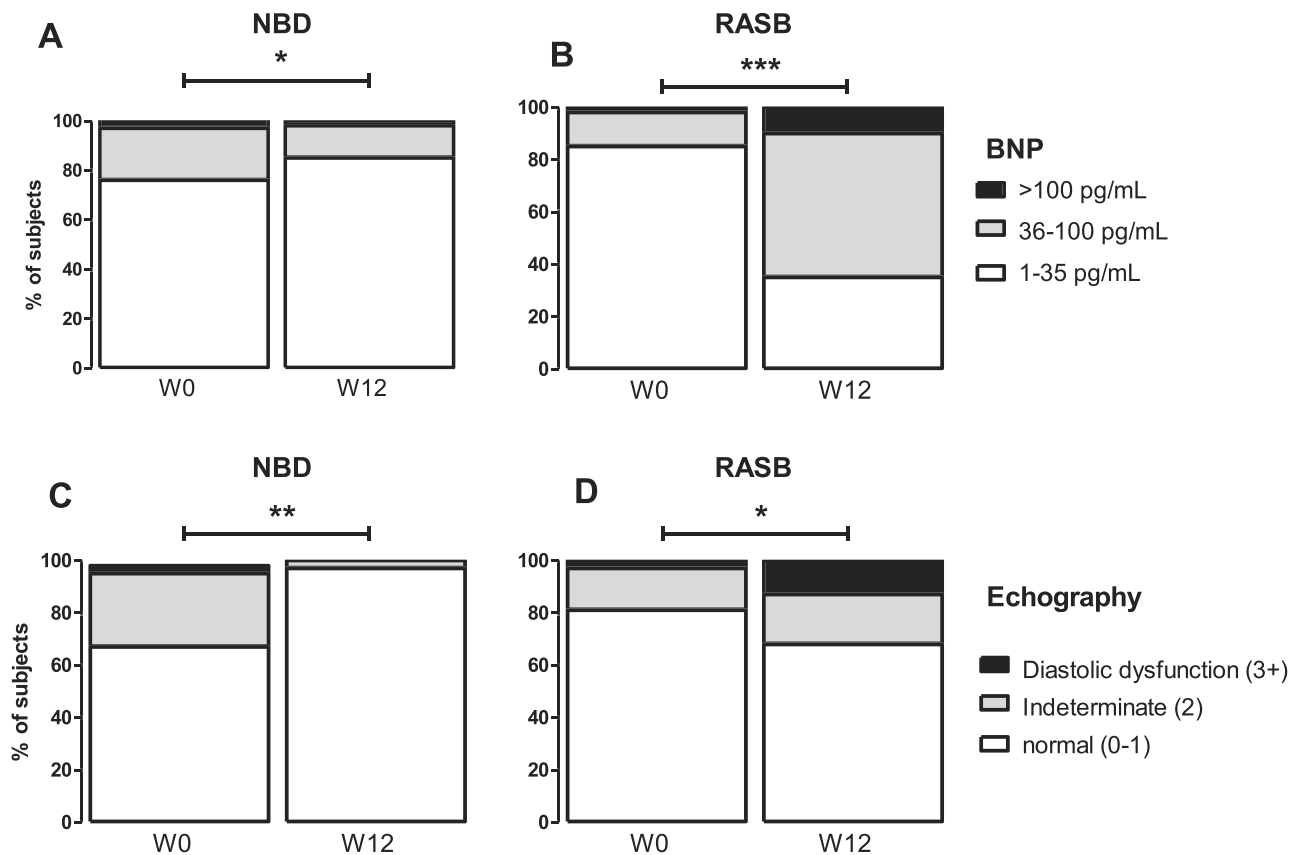 A
NBD
*
% of subjects
100
80
60
40
20
0
W0
W12
B
RASB
***
100
80
60
40
20
0
W0
W12
BNP
>100 pg/mL
36-100 pg/mL
1-35 pg/mL
C
NBD
**
% of subjects
100
80
60
40
20
0
W0
W12
D
RASB
*
100
80
60
40
20
0
W0
W12
Echography
Diastolic dysfunction (3+)
Indeterminate (2)
normal (0-1)